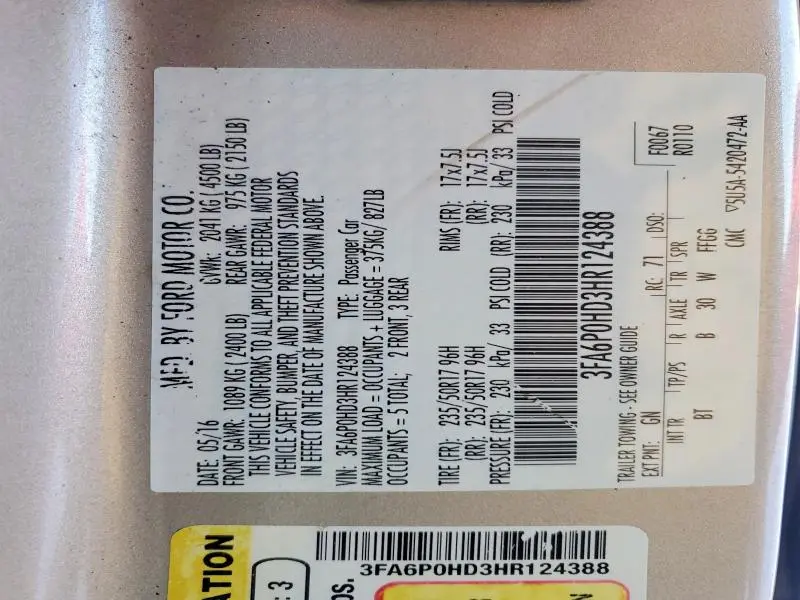 MFD. BY FORD MOTOR CO.
DATE: 05/16 GVWR: 2041 KG ( 4500 LB)
FRONT GAWR: 1089 KG ( 2400 LB) REAR GAWR: 975 KG ( 2150 LB)
THIS VEHICLE CONFORMS TO ALL APPLICABLE FEDERAL MOTOR
VEHICLE SAFETY, BUMPER, AND THEFT PREVENTION STANDARDS
IN EFFECT ON THE DATE OF MANUFACTURE SHOWN ABOVE.
VIN: 3FA6P0HD3HR124388 TYPE: Passenger Car
MAXIMUM LOAD = OCCUPANTS + LUGGAGE = 375KG/ 827LB
OCCUPANTS = 5 TOTAL; 2 FRONT, 3 REAR
TIRE (FR): 235/50R17 96H RIMS (FR): 17x7.5J
(RR): 235/50R17 96H (RR): 17x7.5J
PRESSURE (FR): 230 kPa/ 33 PSI COLD (RR): 230 kPa/ 33 PSI COLD
3FA6P0HD3HR124388
TRAILER TOWING - SEE OWNER GUIDE
F0067
R0110
EXT PNT: GN RC: 71 DSO:
INT TR TP/PS R AXLE TR SPR
BT B 30 W FFGG
CMC ▽5U5A-5420472-AA
ATION
: 3
OS.
3FA6P0HD3HR124388